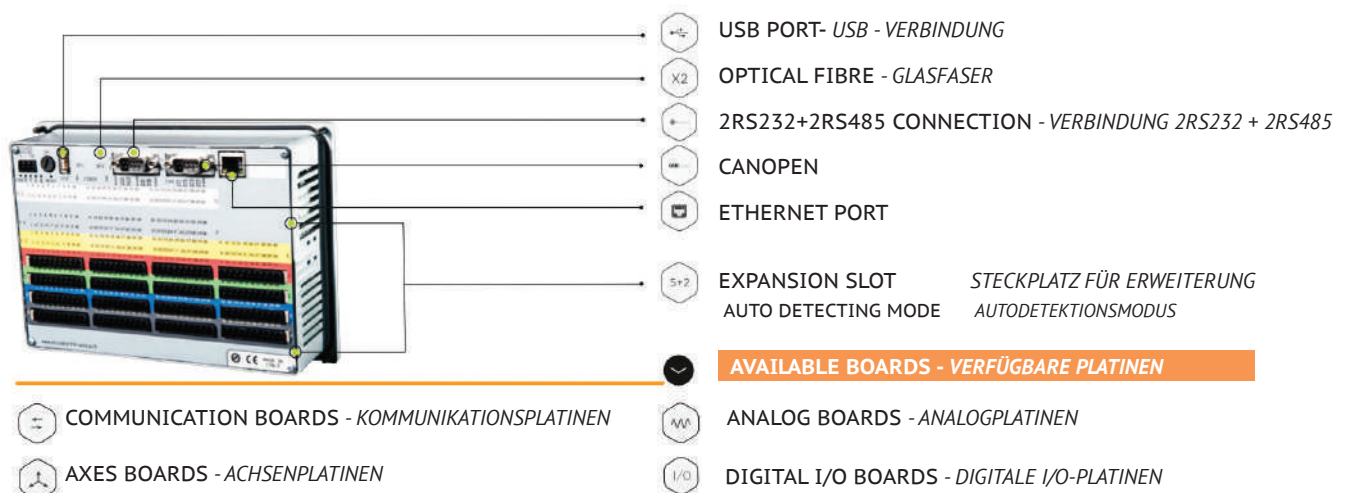 USB PORT- USB - VERBINDUNG
X2
OPTICAL FIBRE - GLASFASER
2RS232+2RS485 CONNECTION - VERBINDUNG 2RS232 + 2RS485
CANOPEN
ETHERNET PORT
5+2
EXPANSION SLOT STECKPLATZ FÜR ERWEITERUNG
AUTO DETECTING MODE AUTODETEKTIONSMODUS
AVAILABLE BOARDS - VERFÜGBARE PLATINEN
COMMUNICATION BOARDS - KOMMUNIKATIONSPLATINEN
ANALOG BOARDS - ANALOGPLATINEN
AXES BOARDS - ACHSENPLATINEN
I/O
DIGITAL I/O BOARDS - DIGITALE I/O-PLATINEN